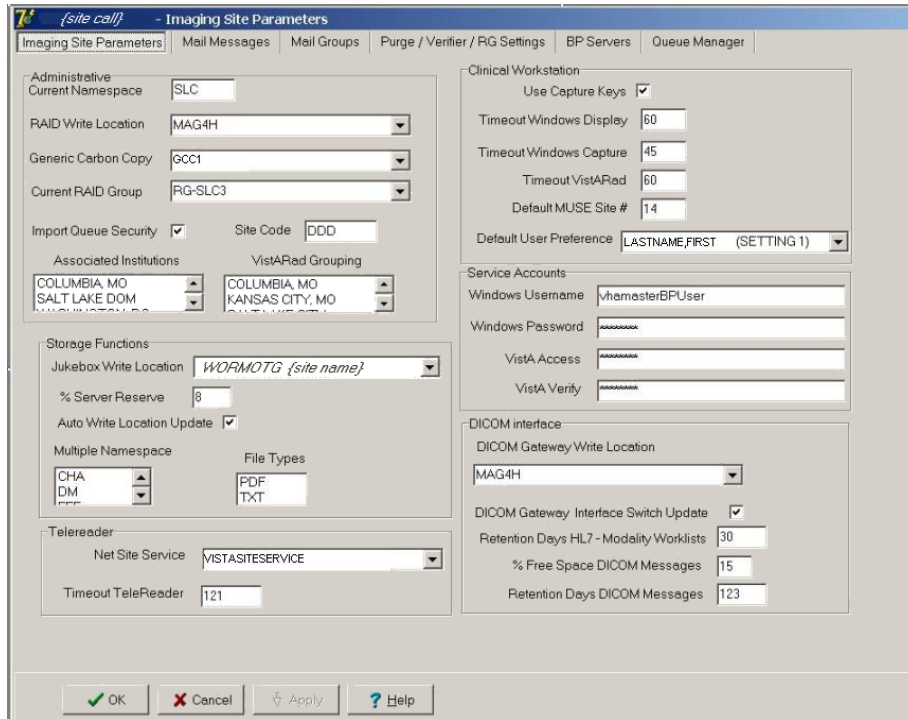 {site call} - Imaging Site Parameters
Imaging Site Parameters Mail Messages Mail Groups Purge / Verifier / RG Settings BP Servers Queue Manager
Administrative
Current Namespace SLC
RAID Write Location MAG4H
Generic Carbon Copy GCC1
Current RAID Group RG-SLC3
Import Queue Security Site Code DDD
Associated Institutions VistARad Grouping
COLUMBIA, MO COLUMBIA, MO
SALT LAKE DOM KANSAS CITY, MO
Storage Functions
Jukebox Write Location WORMOTG {site name}
% Server Reserve 8
Auto Write Location Update
Multiple Namespace File Types
CHA PDF
DM TXT
Telereader
Net Site Service VISTASITESERVICE
Timeout TeleReader 121
Clinical Workstation
Use Capture Keys
Timeout Windows Display 60
Timeout Windows Capture 45
Timeout VistARad 60
Default MUSE Site # 14
Default User Preference LASTNAME,FIRST (SETTING 1)
Service Accounts
Windows Username vhamasterBPUser
Windows Password ********
VistA Access ********
VistA Verify ********
DICOM interface
DICOM Gateway Write Location
MAG4H
DICOM Gateway Interface Switch Update
Retention Days HL7 - Modality Worklists 30
% Free Space DICOM Messages 15
Retention Days DICOM Messages 123
OK Cancel Apply ? Help